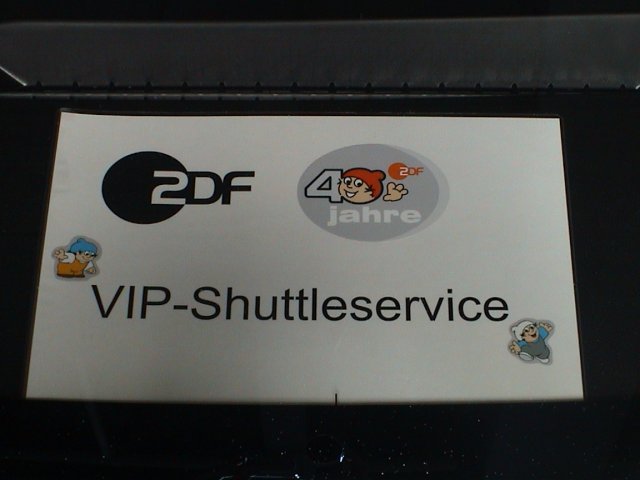 ZDF
40 ZDF
jahre
VIP-Shuttleservice